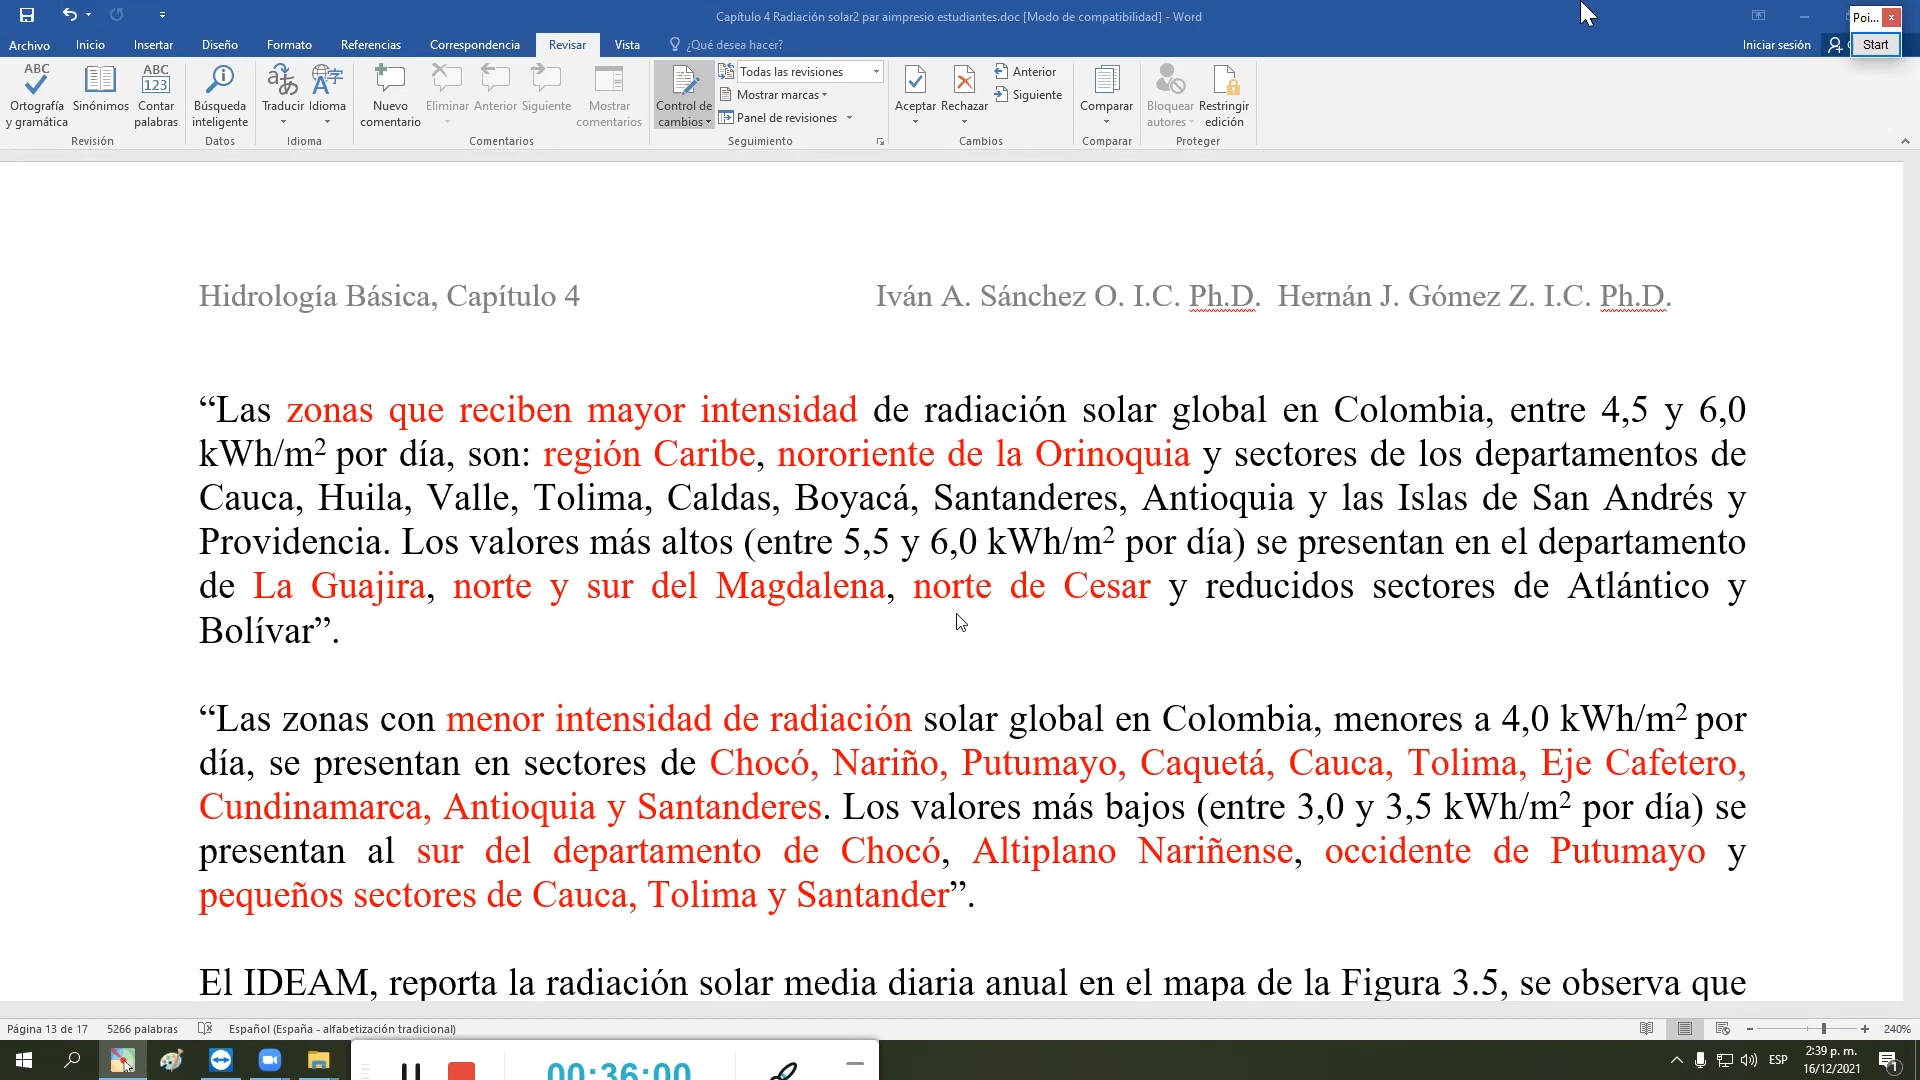 Capítulo 4 Radiación solar2 par aimpresio estudiantes.doc [Modo de compatibilidad] - Word
Poi...
Start
Archivo Inicio Insertar Diseño Formato Referencias Correspondencia Revisar Vista ¿Qué desea hacer? Iniciar sesión
Ortografía y gramática
Sinónimos
Contar palabras
Búsqueda inteligente
Traducir
Idioma
Nuevo comentario
Eliminar
Anterior
Siguiente
Mostrar comentarios
Control de cambios
Todas las revisiones
Mostrar marcas
Panel de revisiones
Aceptar
Rechazar
Anterior
Siguiente
Comparar
Bloquear autores
Restringir edición
Revisión Datos Idioma Comentarios Seguimiento Cambios Comparar Proteger
Hidrología Básica, Capítulo 4 Iván A. Sánchez O. I.C. Ph.D. Hernán J. Gómez Z. I.C. Ph.D.
“Las zonas que reciben mayor intensidad de radiación solar global en Colombia, entre 4,5 y 6,0
kWh/m² por día, son: región Caribe, nororiente de la Orinoquia y sectores de los departamentos de
Cauca, Huila, Valle, Tolima, Caldas, Boyacá, Santanderes, Antioquia y las Islas de San Andrés y
Providencia. Los valores más altos (entre 5,5 y 6,0 kWh/m² por día) se presentan en el departamento
de La Guajira, norte y sur del Magdalena, norte de Cesar y reducidos sectores de Atlántico y
Bolívar”.
“Las zonas con menor intensidad de radiación solar global en Colombia, menores a 4,0 kWh/m² por
día, se presentan en sectores de Chocó, Nariño, Putumayo, Caquetá, Cauca, Tolima, Eje Cafetero,
Cundinamarca, Antioquia y Santanderes. Los valores más bajos (entre 3,0 y 3,5 kWh/m² por día) se
presentan al sur del departamento de Chocó, Altiplano Nariñense, occidente de Putumayo y
pequeños sectores de Cauca, Tolima y Santander”.
El IDEAM, reporta la radiación solar media diaria anual en el mapa de la Figura 3.5, se observa que
Página 13 de 17 5266 palabras Español (España - alfabetización tradicional) 240%
00:36:00
ESP
2:39 p. m.
16/12/2021
1